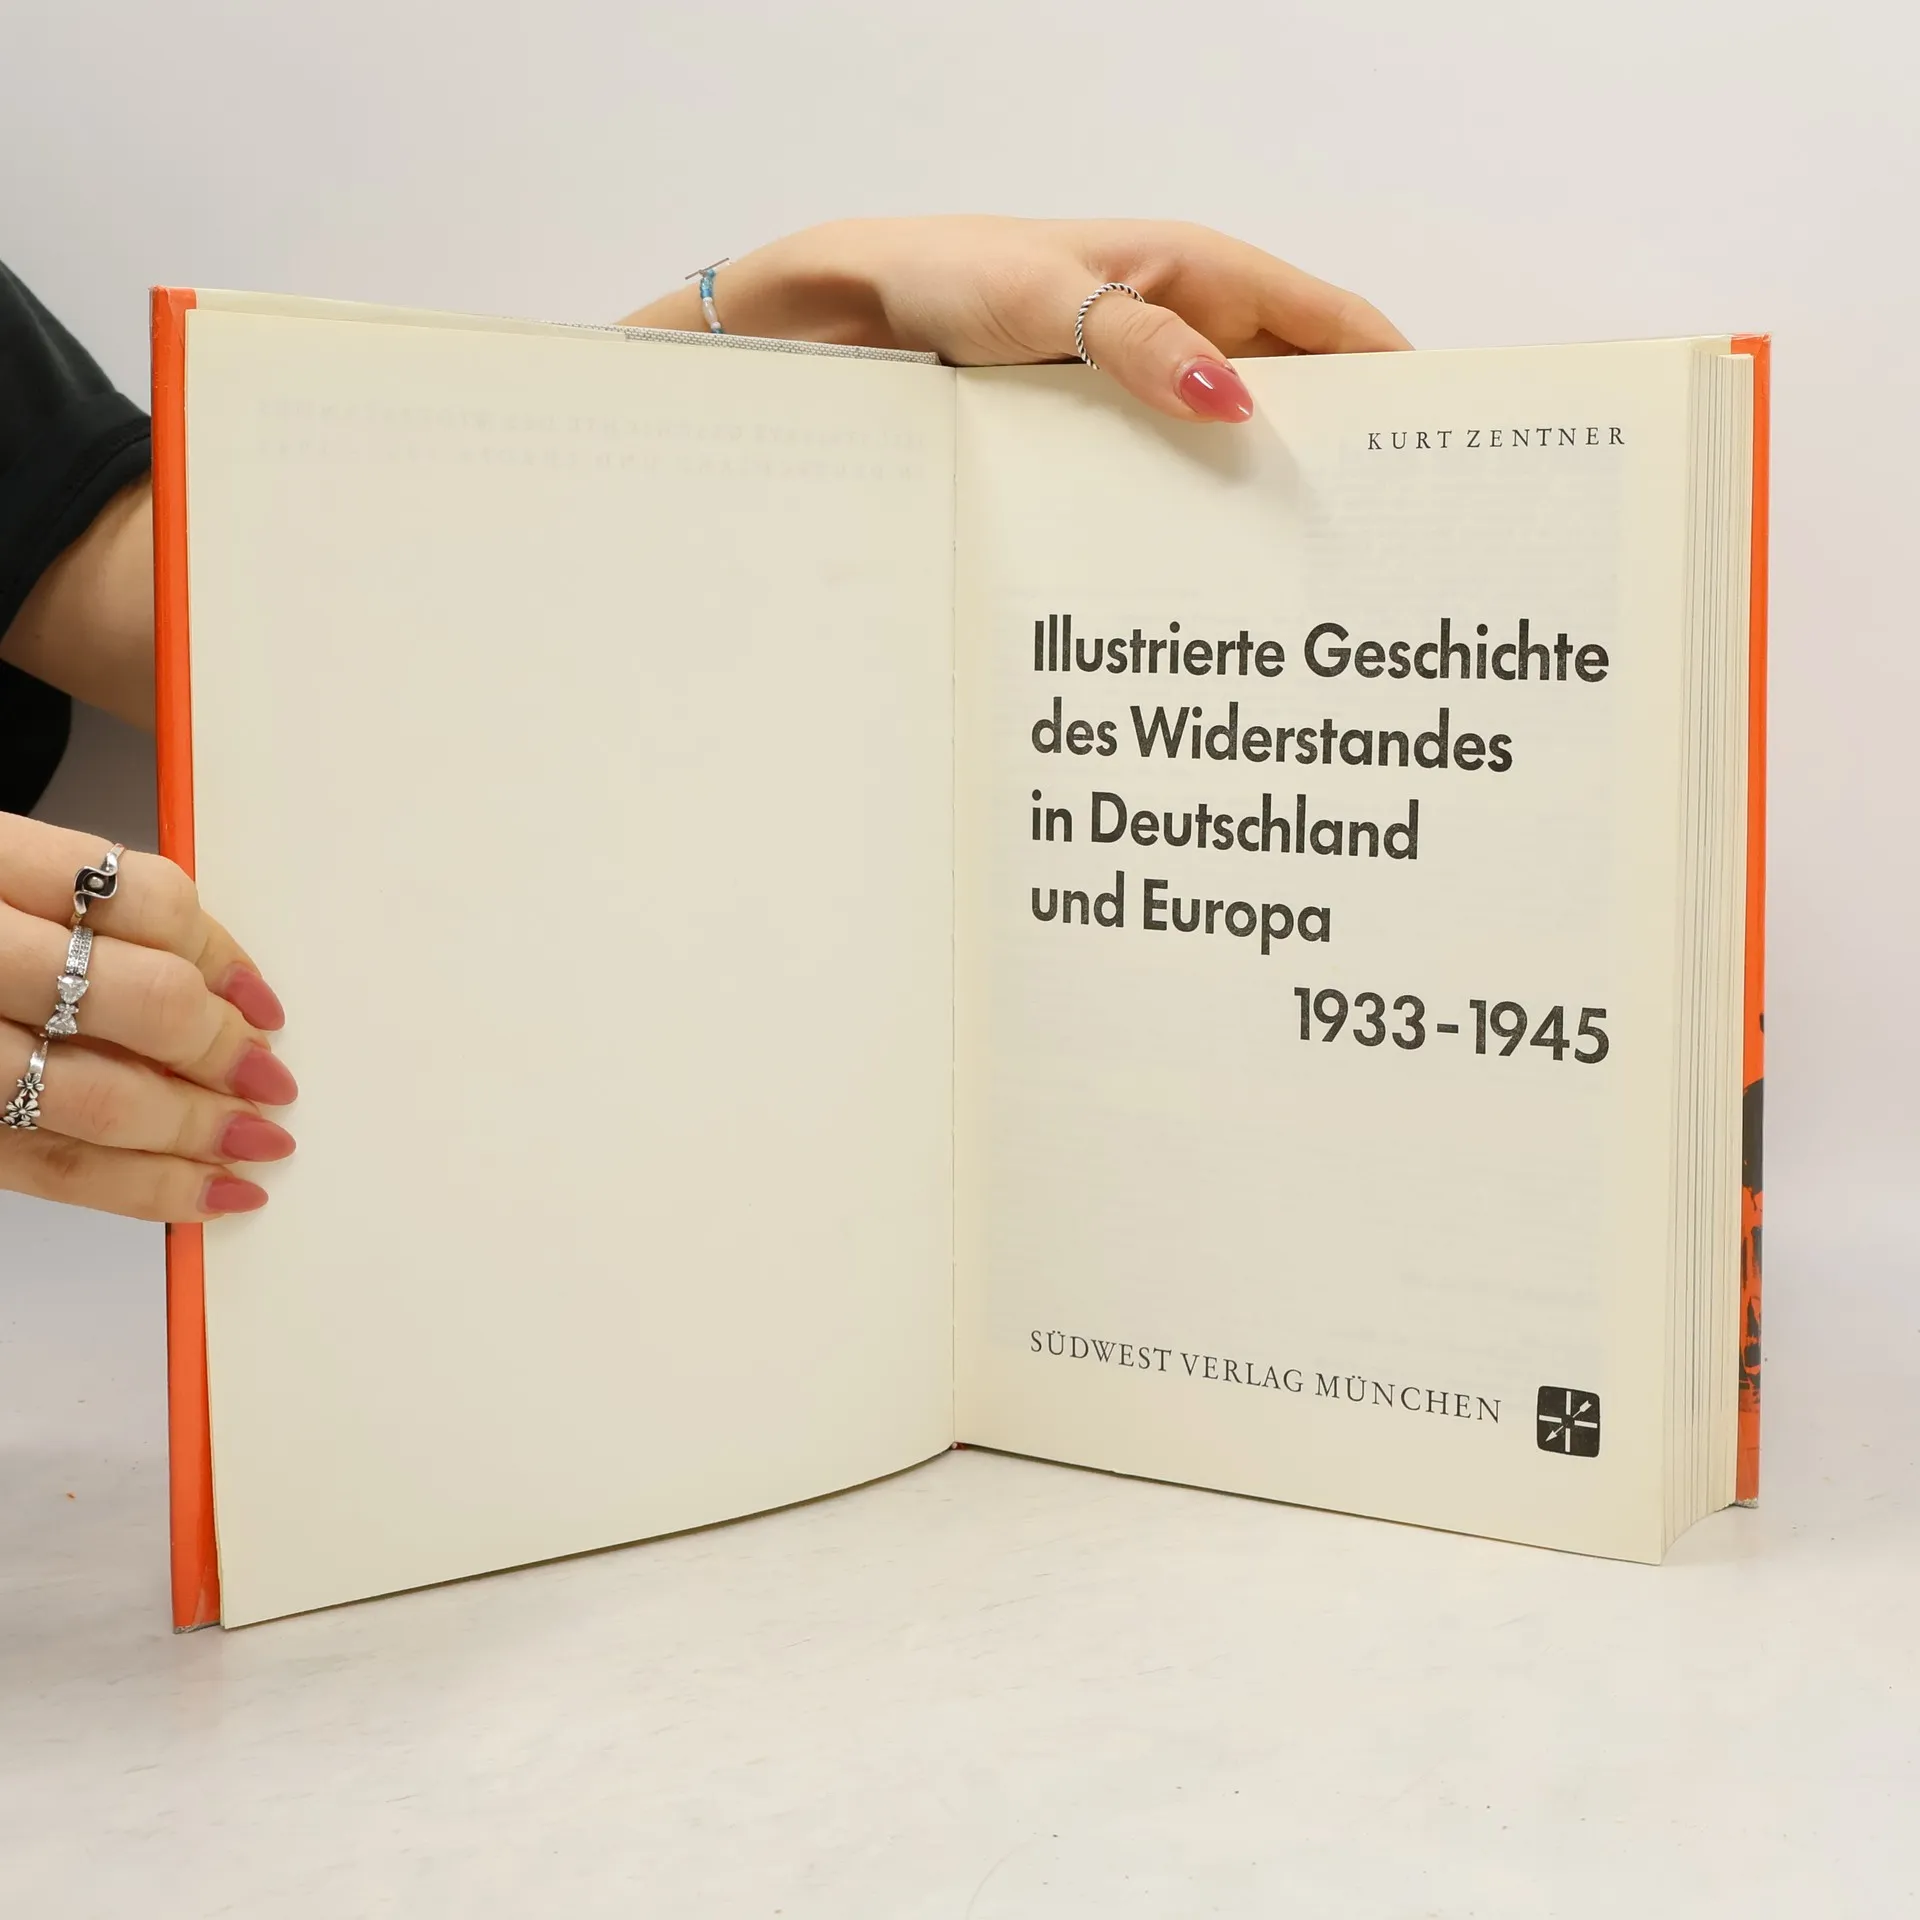 KURT ZENTNER
Illustrierte Geschichte
des Widerstandes
in Deutschland
und Europa
1933-1945
SÜDWEST VERLAG MÜNCHEN